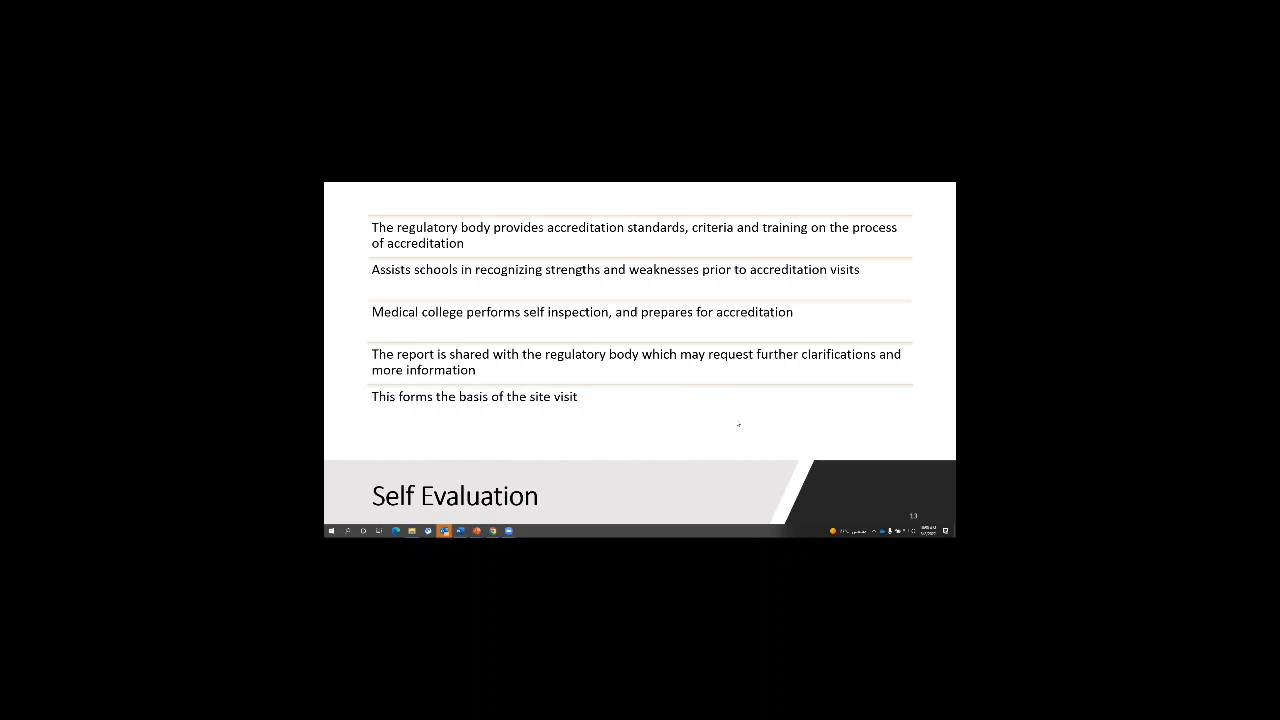 The regulatory body provides accreditation standards, criteria and training on the process
of accreditation
Assists schools in recognizing strengths and weaknesses prior to accreditation visits
Medical college performs self inspection, and prepares for accreditation
The report is shared with the regulatory body which may request further clarifications and
more information
This forms the basis of the site visit
Self Evaluation
13